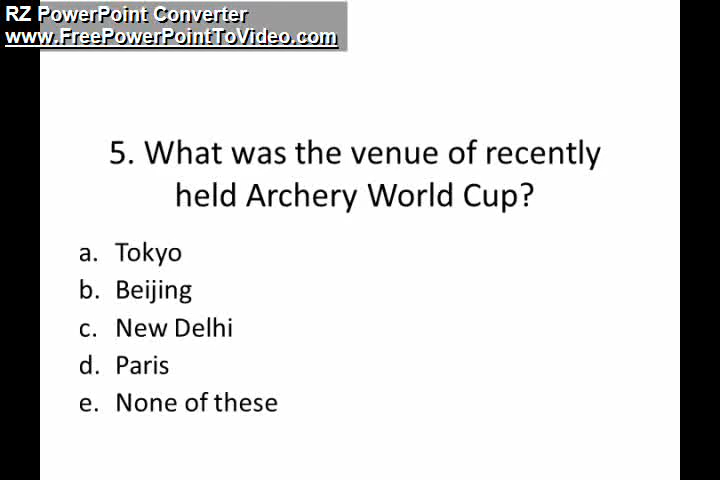 RZ PowerPoint Converter
www.FreePowerPointToVideo.com
5. What was the venue of recently
held Archery World Cup?
a. Tokyo
b. Beijing
c. New Delhi
d. Paris
e. None of these